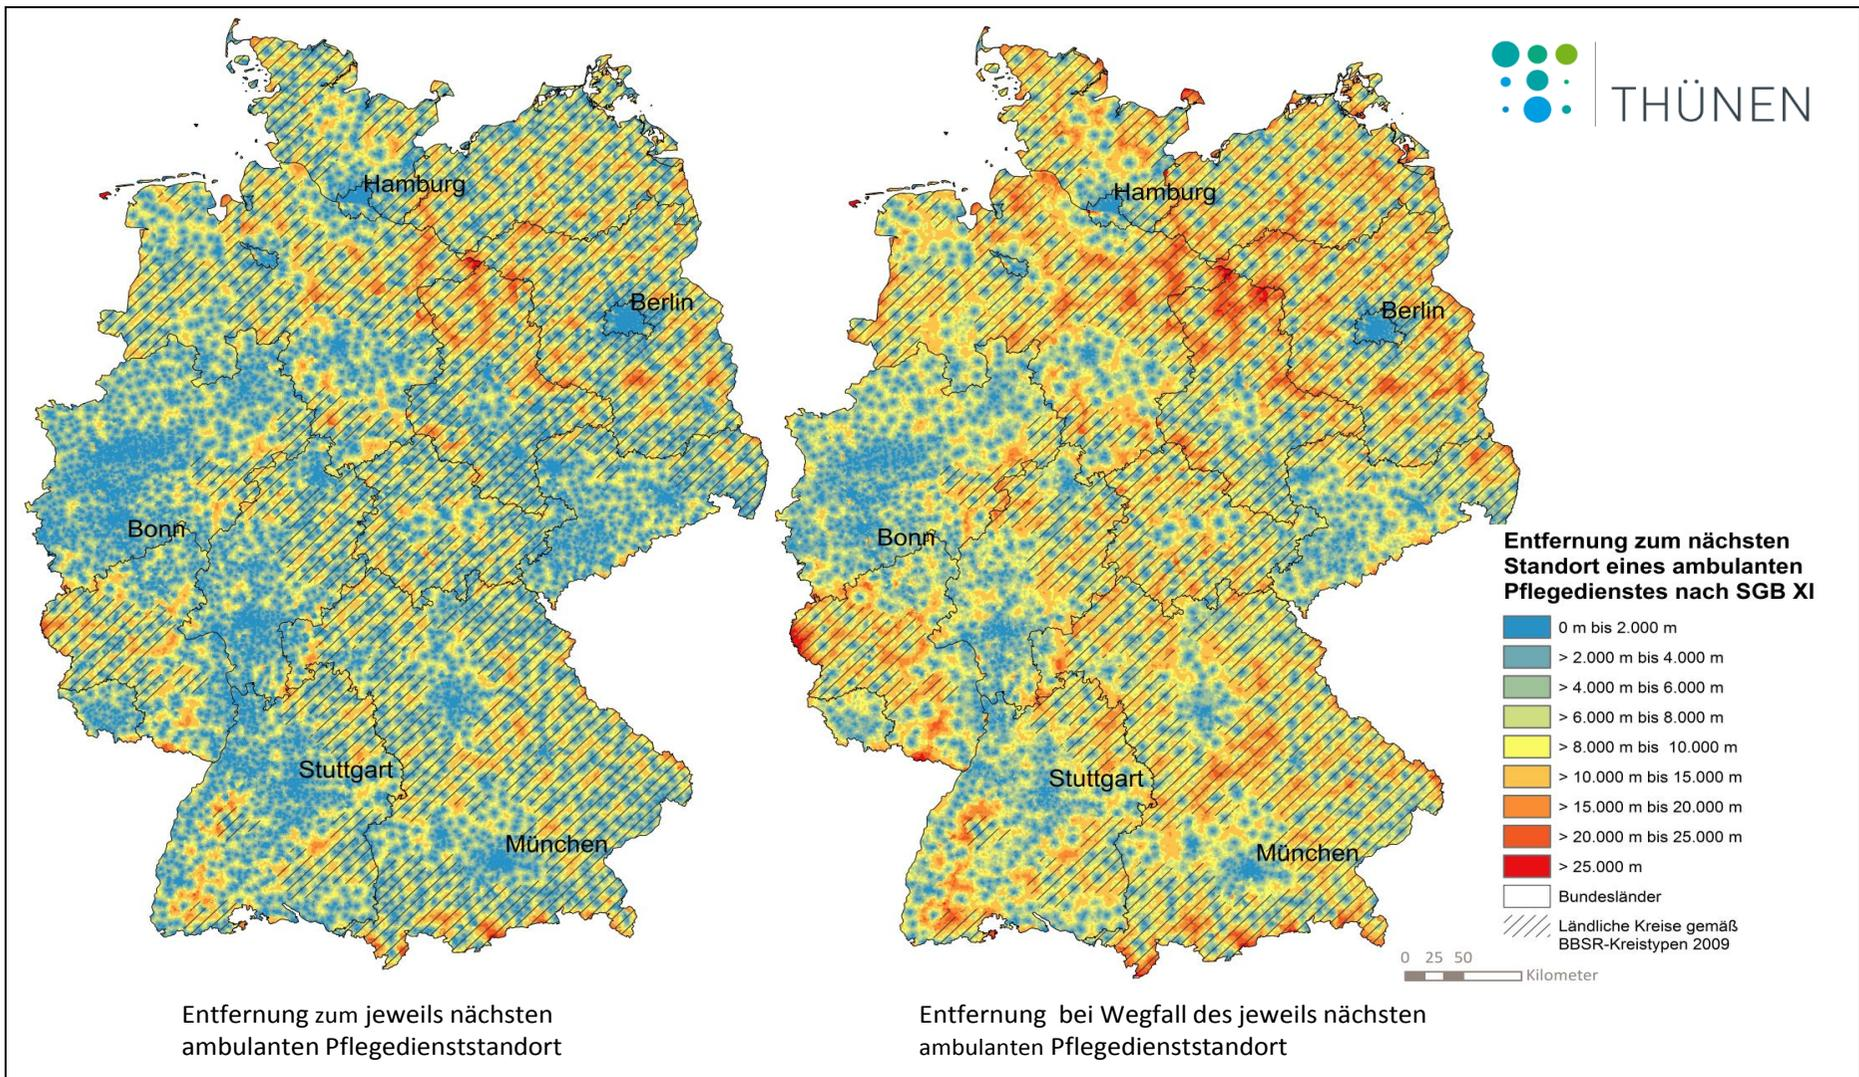 THÜNEN
Hamburg
Berlin
Bonn
Stuttgart
München
Hamburg
Berlin
Bonn
Stuttgart
München
Entfernung zum nächsten
Standort eines ambulanten
Pflegedienstes nach SGB XI
0 m bis 2.000 m
> 2.000 m bis 4.000 m
> 4.000 m bis 6.000 m
> 6.000 m bis 8.000 m
> 8.000 m bis 10.000 m
> 10.000 m bis 15.000 m
> 15.000 m bis 20.000 m
> 20.000 m bis 25.000 m
> 25.000 m
Bundesländer
Ländliche Kreise gemäß
BBSR-Kreistypen 2009
0 25 50
Kilometer
Entfernung zum jeweils nächsten
ambulanten Pflegedienststandort
Entfernung bei Wegfall des jeweils nächsten
ambulanten Pflegedienststandort